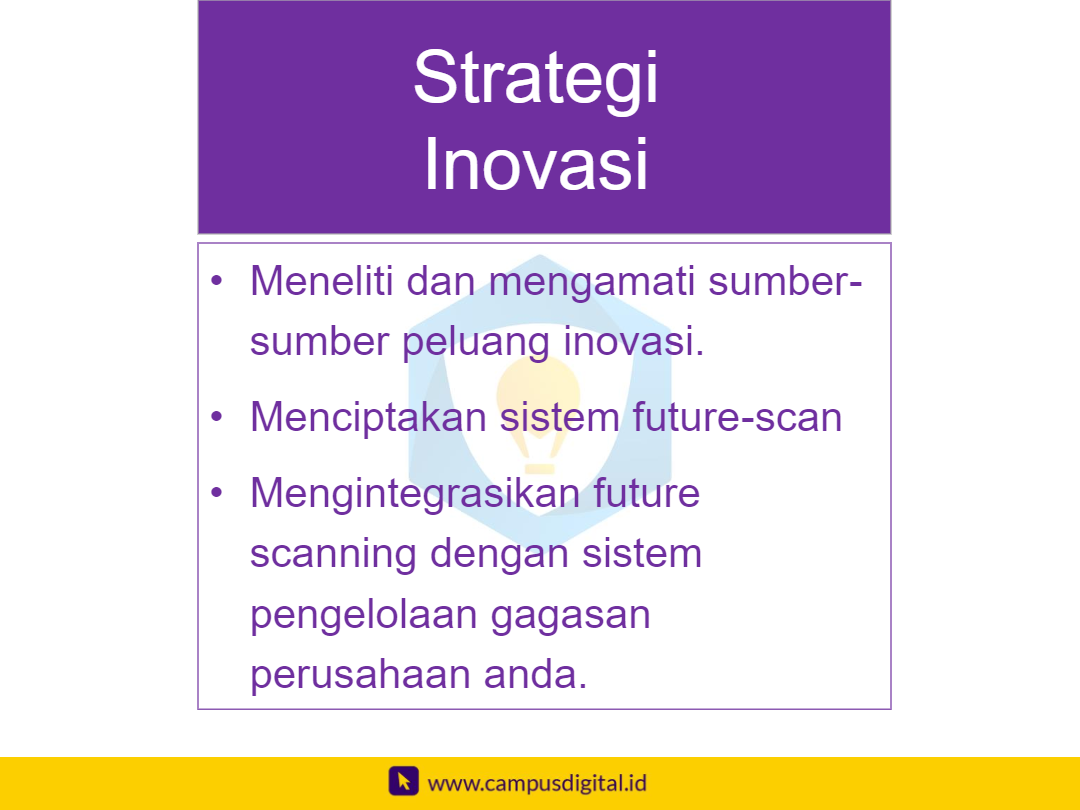 Strategi
Inovasi
• Meneliti dan mengamati sumber-
sumber peluang inovasi.
• Menciptakan sistem future-scan
• Mengintegrasikan future
scanning dengan sistem
pengelolaan gagasan
perusahaan anda.
www.campusdigital.id